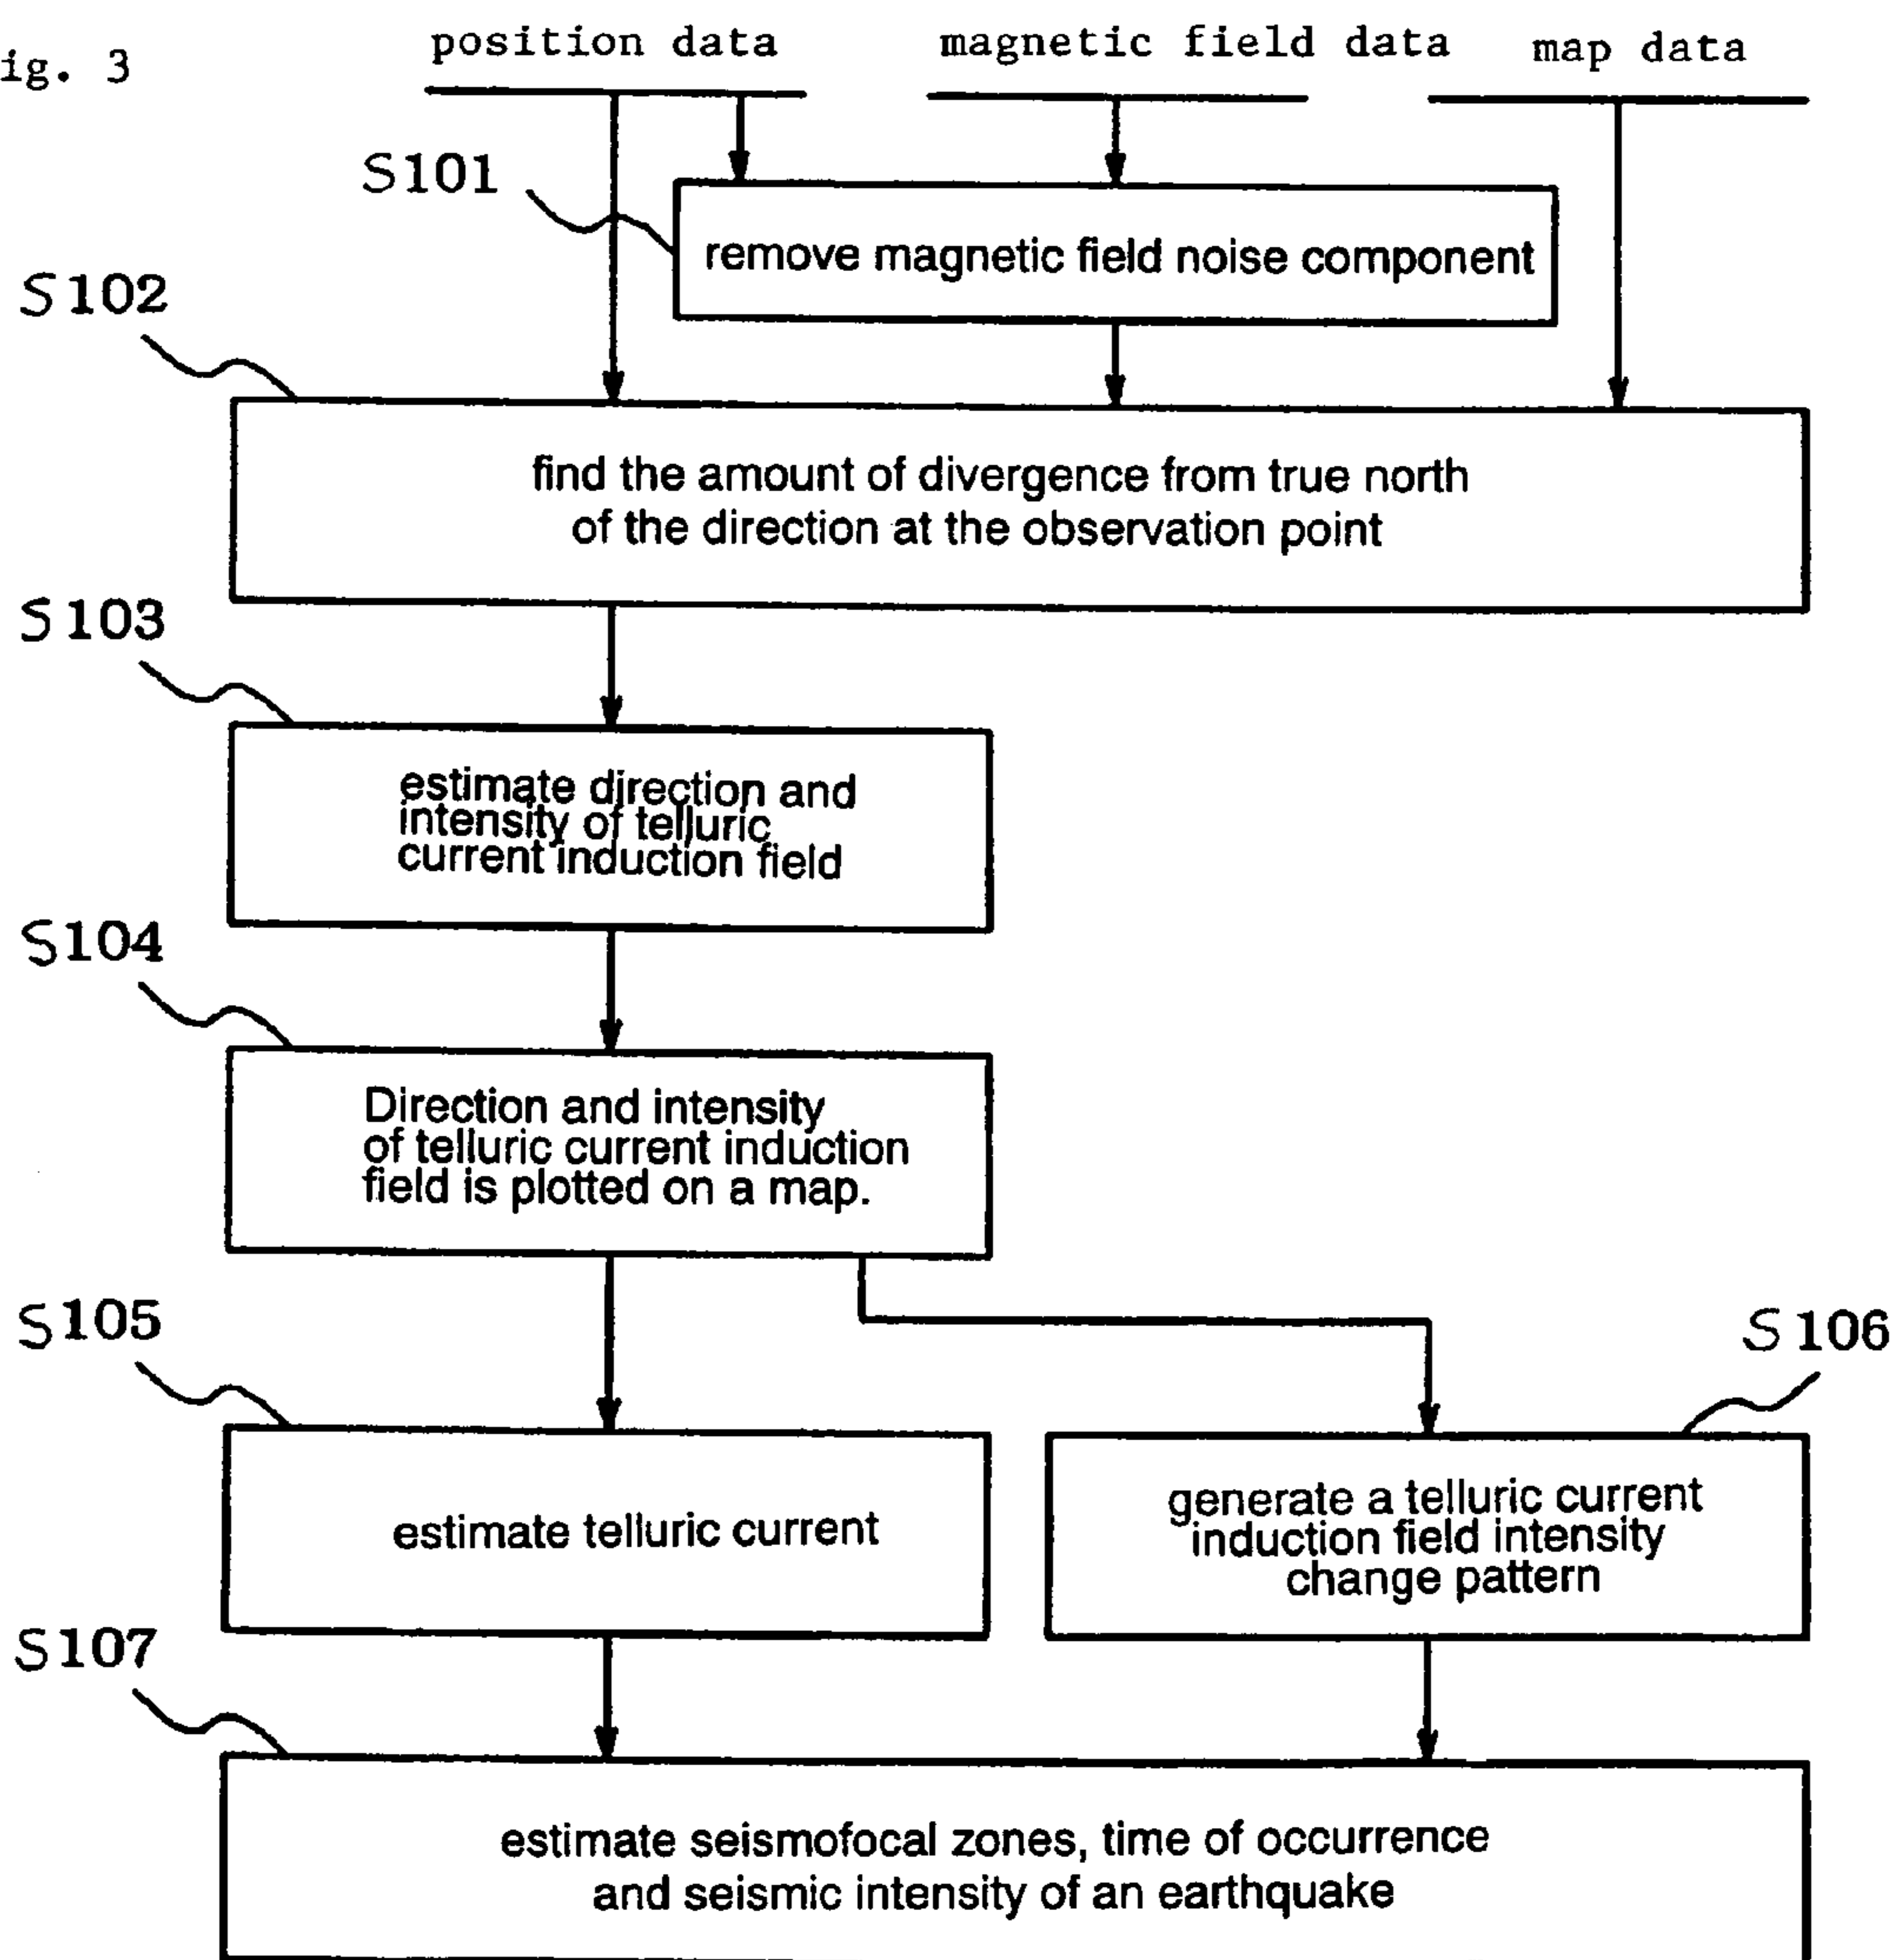 ig. 3
position data
magnetic field data
map data
S101
remove magnetic field noise component
S102
find the amount of divergence from true north
of the direction at the observation point
S103
estimate direction and
intensity of telluric
current induction field
S104
Direction and intensity
of telluric current induction
field is plotted on a map.
S105
S106
estimate telluric current
generate a telluric current
induction field intensity
change pattern
S107
estimate seismofocal zones, time of occurrence
and seismic intensity of an earthquake